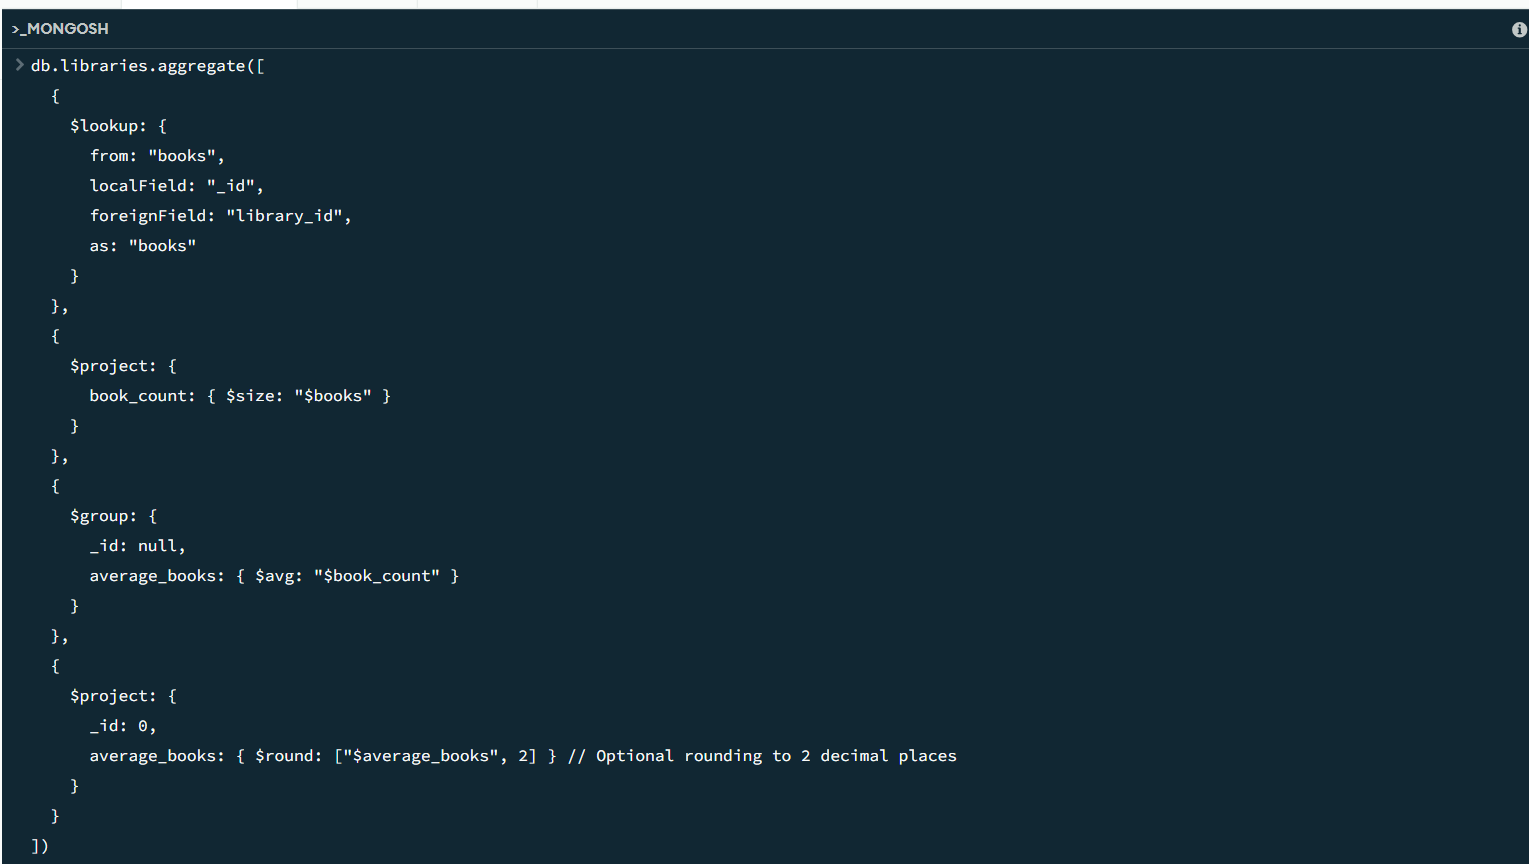 >_MONGOSH
> db.libraries.aggregate([
  {
    $lookup: {
      from: "books",
      localField: "_id",
      foreignField: "library_id",
      as: "books"
    }
  },
  {
    $project: {
      book_count: { $size: "$books" }
    }
  },
  {
    $group: {
      _id: null,
      average_books: { $avg: "$book_count" }
    }
  },
  {
    $project: {
      _id: 0,
      average_books: { $round: ["$average_books", 2] } // Optional rounding to 2 decimal places
    }
  }
])